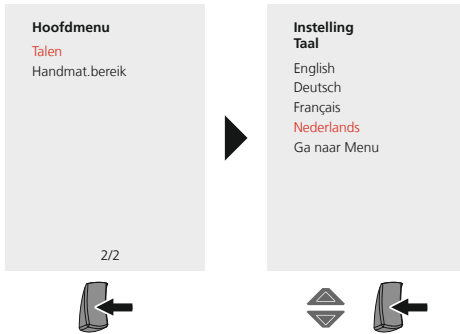 Hoofdmenu
Talen
Handmat.bereik
2/2
Instelling
Taal
English
Deutsch
Français
Nederlands
Ga naar Menu